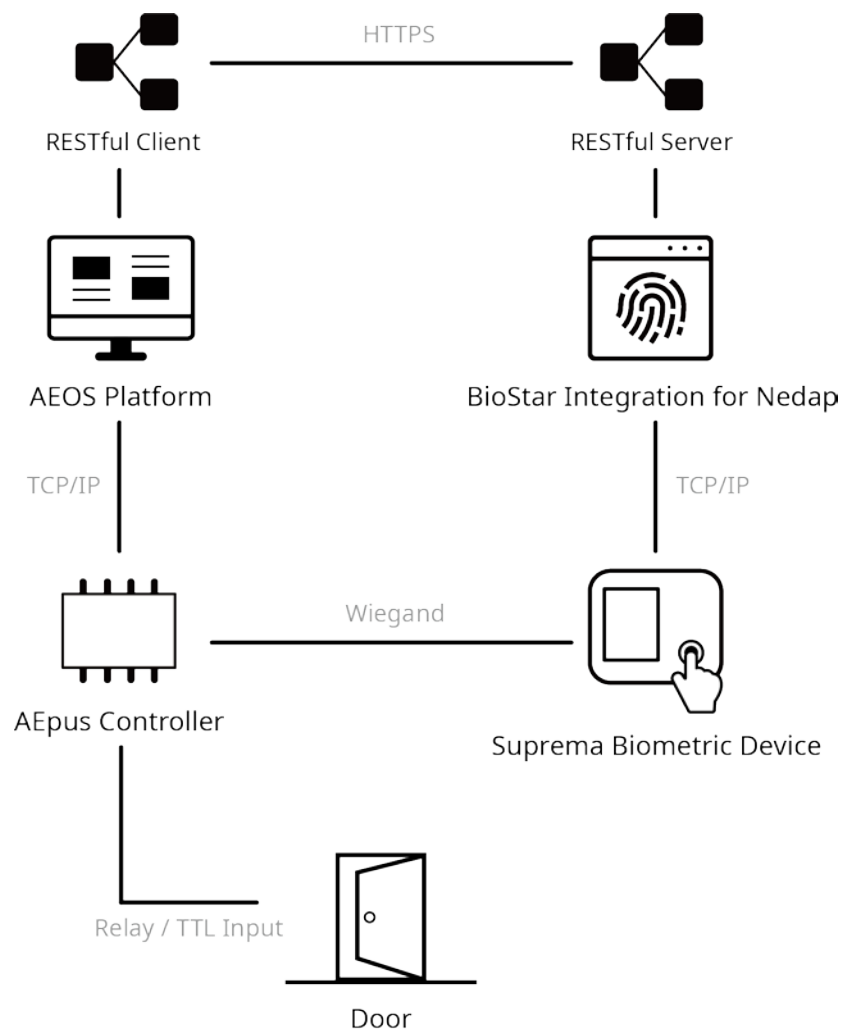 HTTPS
RESTful Client
RESTful Server
AEOS Platform
BioStar Integration for Nedap
TCP/IP
TCP/IP
Wiegand
AEpus Controller
Suprema Biometric Device
Relay / TTL Input
Door